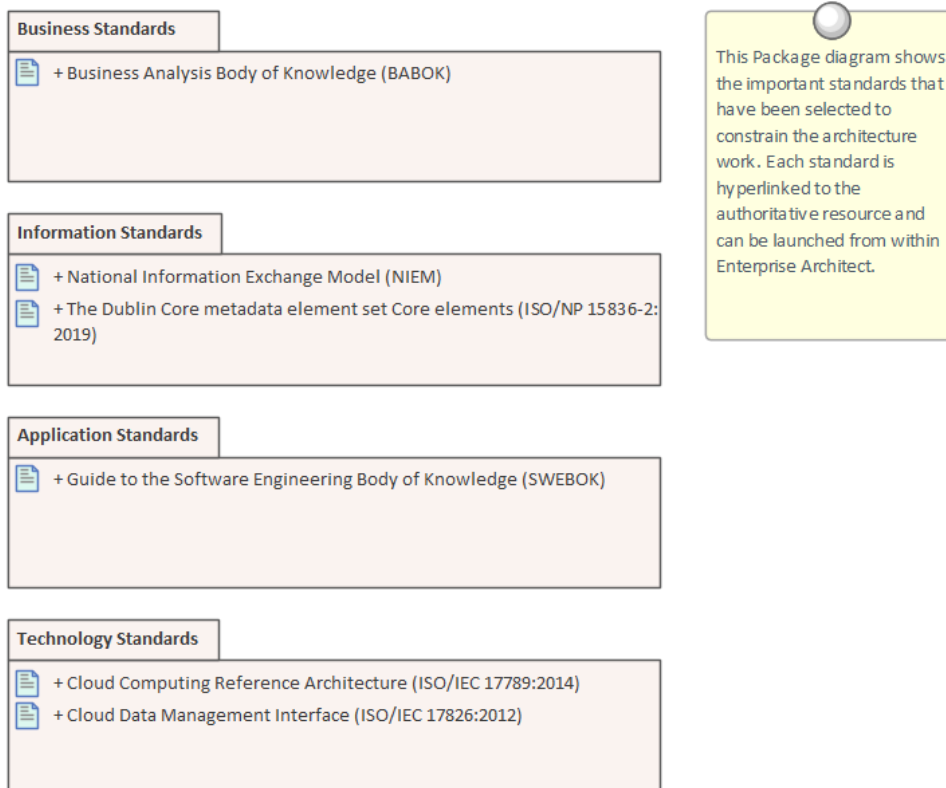 Business Standards
+ Business Analysis Body of Knowledge (BABOK)
Information Standards
+ National Information Exchange Model (NIEM)
+ The Dublin Core metadata element set Core elements (ISO/NP 15836-2:
2019)
Application Standards
+ Guide to the Software Engineering Body of Knowledge (SWEBOK)
Technology Standards
+ Cloud Computing Reference Architecture (ISO/IEC 17789:2014)
+ Cloud Data Management Interface (ISO/IEC 17826:2012)
This Package diagram shows
the important standards that
have been selected to
constrain the architecture
work. Each standard is
hyperlinked to the
authoritative resource and
can be launched from within
Enterprise Architect.